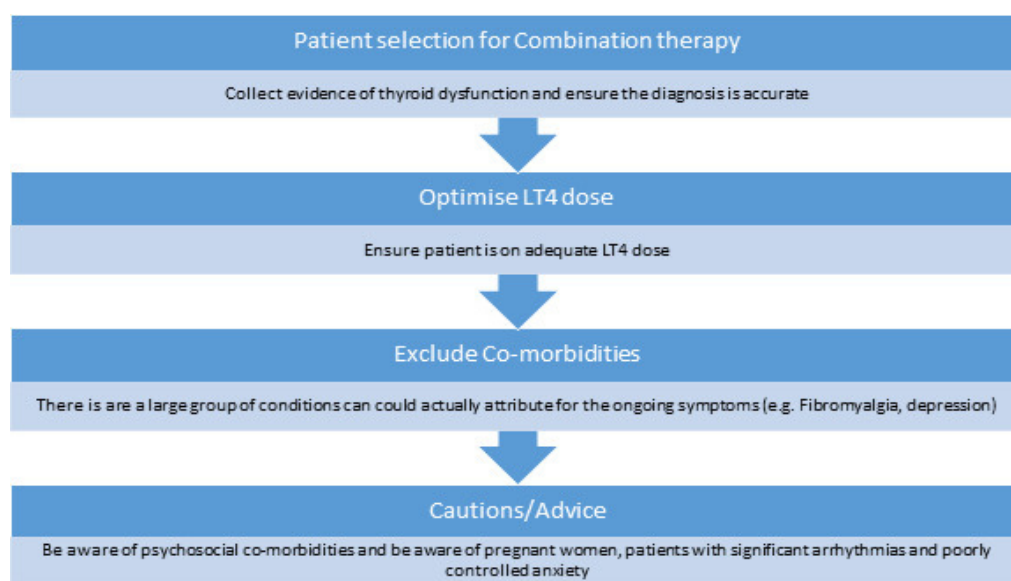 Patient selection for Combination therapy
Collect evidence of thyroid dysfunction and ensure the diagnosis is accurate
Optimise LT4 dose
Ensure patient is on adequate LT4 dose
Exclude Co-morbidities
There is are a large group of conditions can could actually attribute for the ongoing symptoms (e.g. Fibromyalgia, depression)
Cautions/Advice
Be aware of psychosocial co-morbidities and be aware of pregnant women, patients with significant arrhythmias and poorly
controlled anxiety